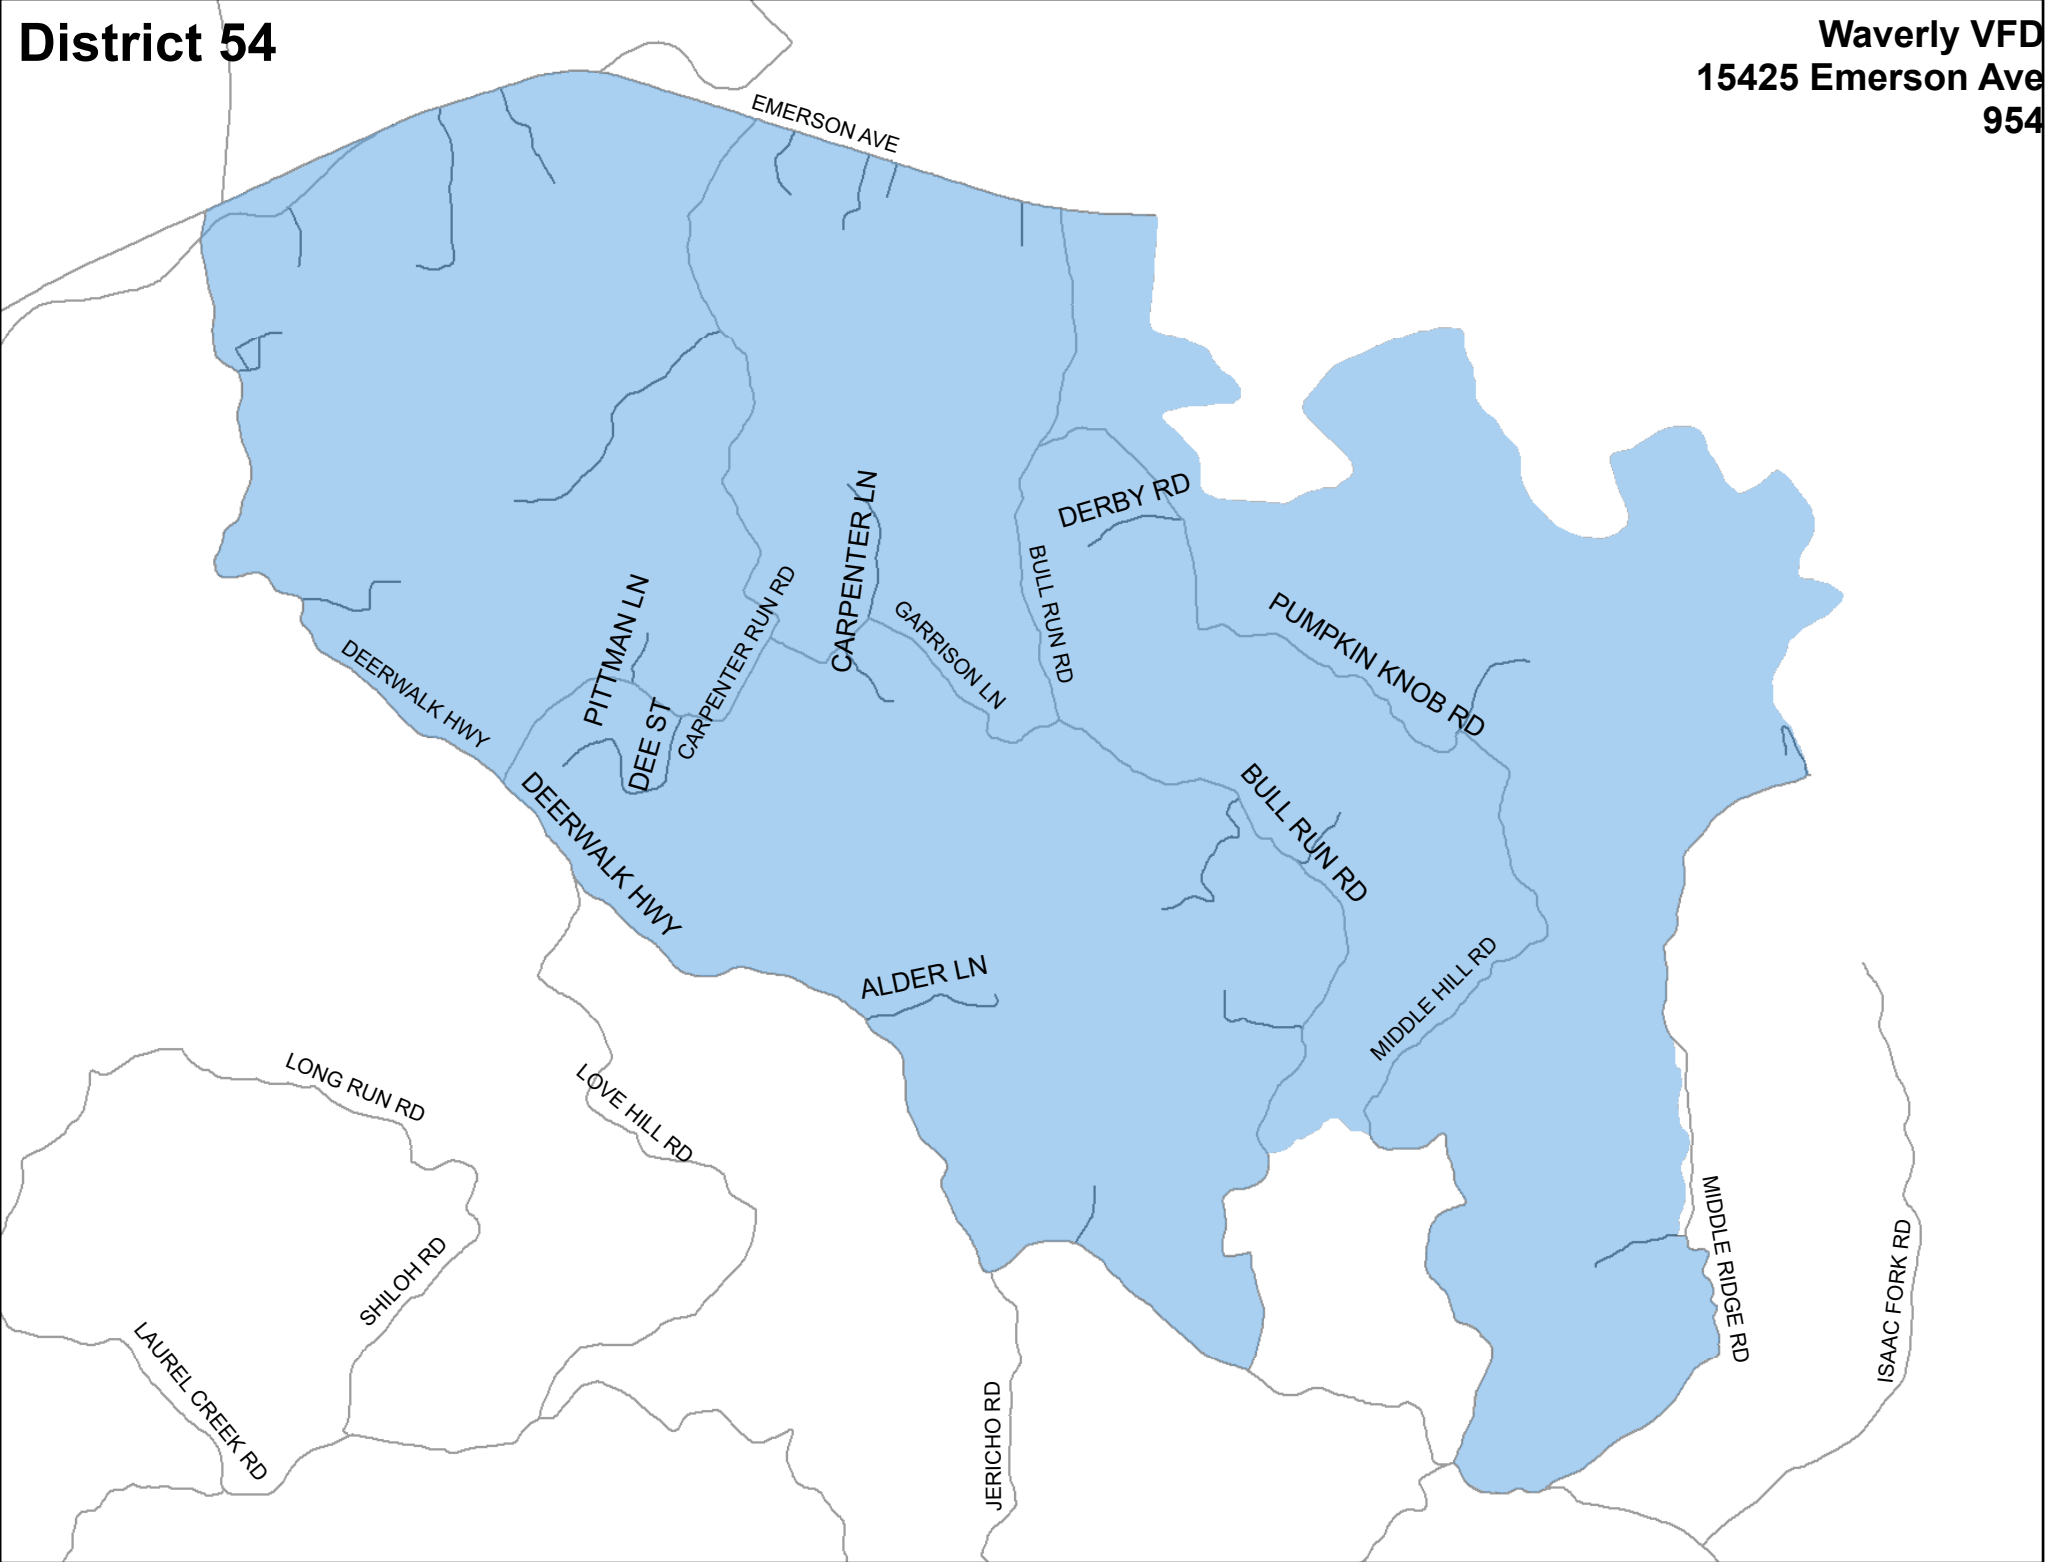 District 54
Waverly VFD
15425 Emerson Ave
954
EMERSON AVE
CARPENTER LN
DERBY RD
BULL RUN RD
PITTMAN LN
CARPENTER RUN RD
GARRISON LN
PUMPKIN KNOB RD
DEERWALK HWY
DEE ST
DEERWALK HWY
BULL RUN RD
ALDER LN
MIDDLE HILL RD
LONG RUN RD
LOVE HILL RD
MIDDLE RIDGE RD
ISAAC FORK RD
SHILOH RD
LAUREL CREEK RD
JERICHO RD